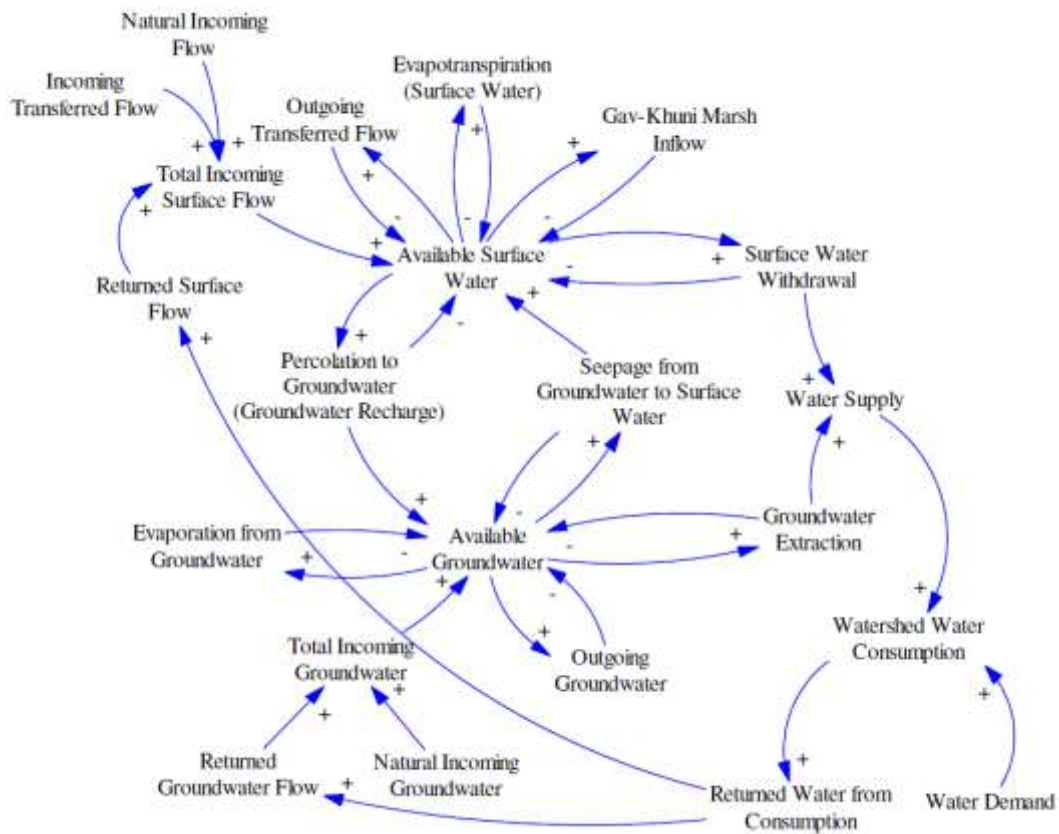 Natural Incoming
Flow
Incoming
Transferred Flow
Outgoing
Transferred Flow
Evapotranspiration
(Surface Water)
Gav-Khuni Marsh
Inflow
+
+
+
+
+
Total Incoming
Surface Flow
+
-
-
-
+
Available Surface
Water
-
+
+
Surface Water
Withdrawal
Returned Surface
Flow
+
+
-
Percolation to
Groundwater
(Groundwater Recharge)
Seepage from
Groundwater to Surface
Water
+
Water Supply
+
+
+
-
Evaporation from
Groundwater
+
-
Available
Groundwater
-
+
Groundwater
Extraction
+
-
+
+
Total Incoming
Groundwater
+
Outgoing
Groundwater
Watershed Water
Consumption
+
+
Returned
Groundwater Flow
Natural Incoming
Groundwater
+
+
Returned Water from
Consumption
Water Demand